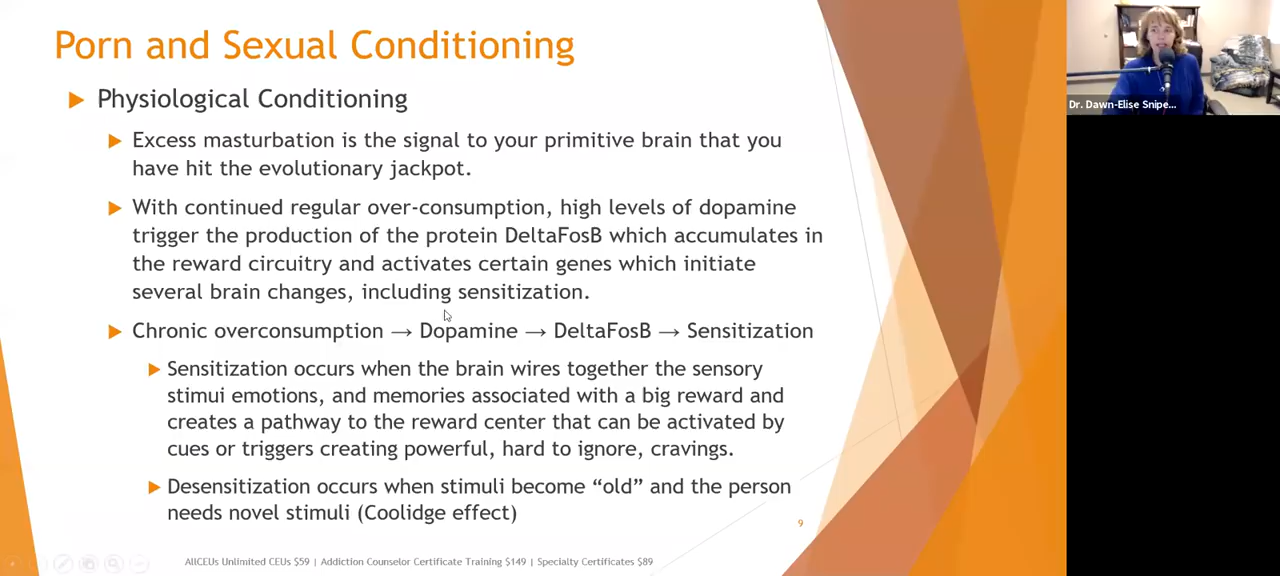 Porn and Sexual Conditioning
Physiological Conditioning
Excess masturbation is the signal to your primitive brain that you
have hit the evolutionary jackpot.
With continued regular over-consumption, high levels of dopamine
trigger the production of the protein DeltaFosB which accumulates in
the reward circuitry and activates certain genes which initiate
several brain changes, including sensitization.
Chronic overconsumption → Dopamine → DeltaFosB → Sensitization
Sensitization occurs when the brain wires together the sensory
stimui emotions, and memories associated with a big reward and
creates a pathway to the reward center that can be activated by
cues or triggers creating powerful, hard to ignore, cravings.
Desensitization occurs when stimuli become “old” and the person
needs novel stimuli (Coolidge effect)
9
AllCEUs Unlimited CEUs $59 | Addiction Counselor Certificate Training $149 | Specialty Certificates $89
Dr. Dawn-Elise Snipe...